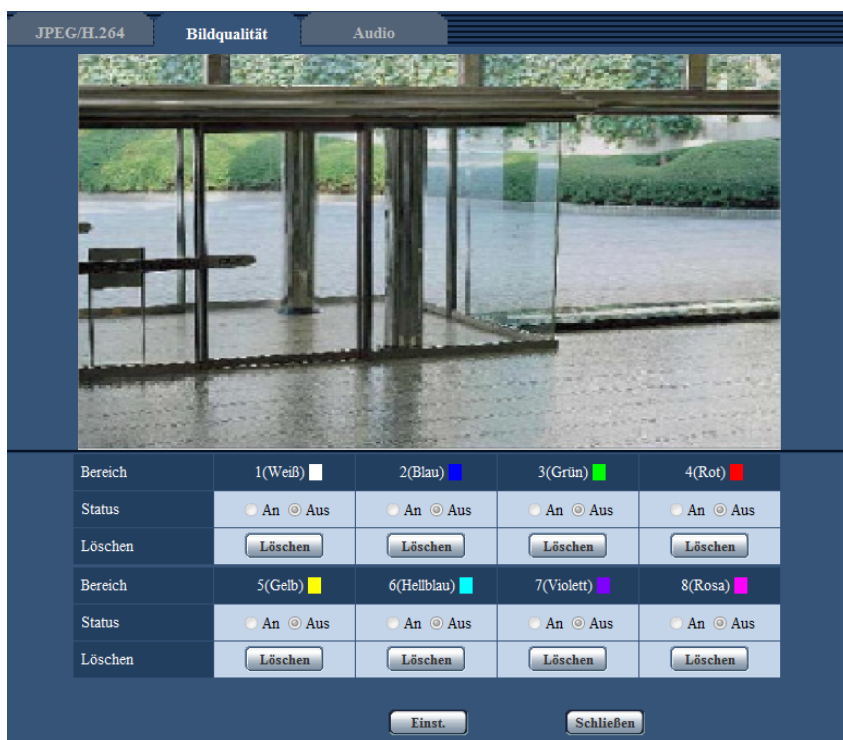 JPEG/H.264 Bildqualität Audio
Bereich 1(Weiß) 2(Blau) 3(Grün) 4(Rot)
Status An Aus An Aus An Aus An Aus
Löschen Löschen Löschen Löschen Löschen
Bereich 5(Gelb) 6(Hellblau) 7(Violett) 8(Rosa)
Status An Aus An Aus An Aus An Aus
Löschen Löschen Löschen Löschen Löschen
Einst. Schließen